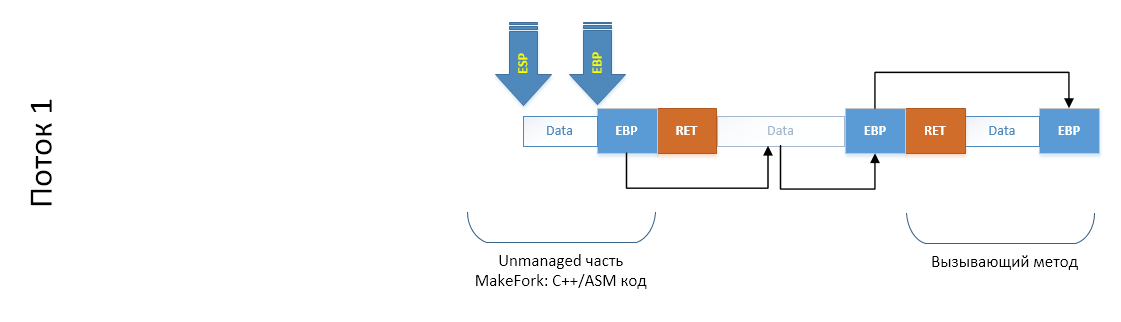 Поток 1
ESP
EBP
Data
EBP
RET
Data
EBP
RET
Data
EBP
Unmanaged часть
MakeFork: C++/ASM код
Вызывающий метод